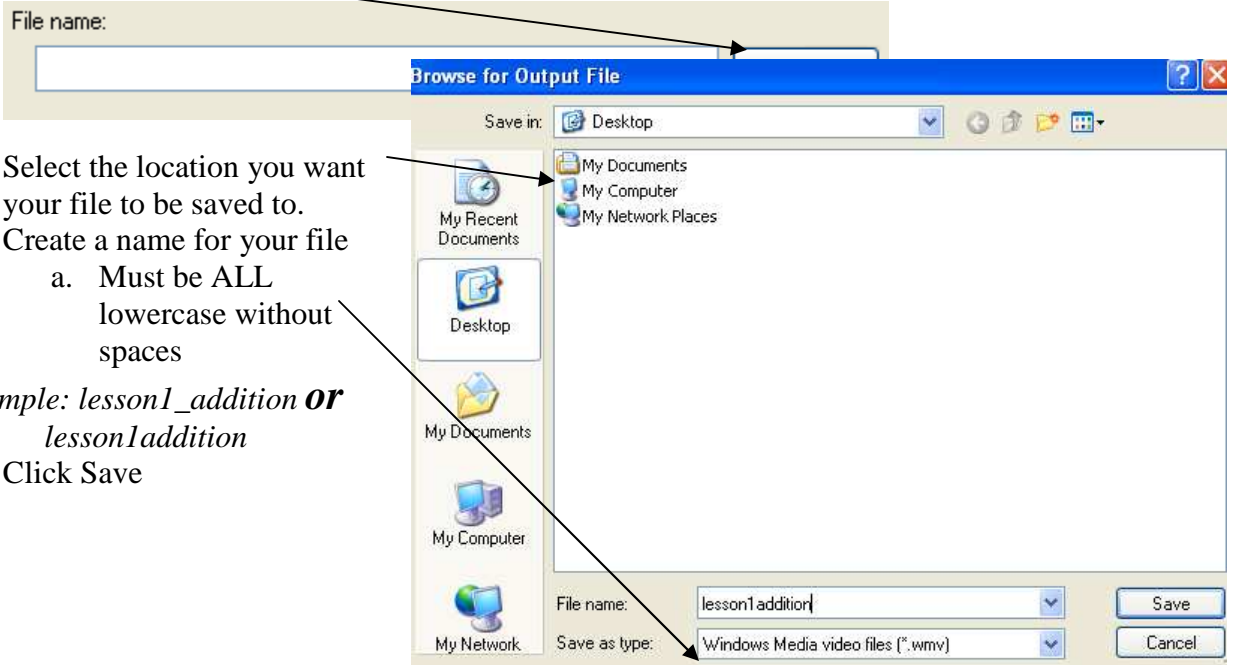 File name:
Browse for Output File
Save in: Desktop
My Documents
My Computer
My Network Places
My Recent
Documents
Desktop
My Documents
My Computer
My Network
File name: lesson1addition Save
Save as type: Windows Media video files (*.wmv) Cancel
Select the location you want
your file to be saved to.
Create a name for your file
a. Must be ALL
lowercase without
spaces
mple: lesson1_addition or
lesson1addition
Click Save